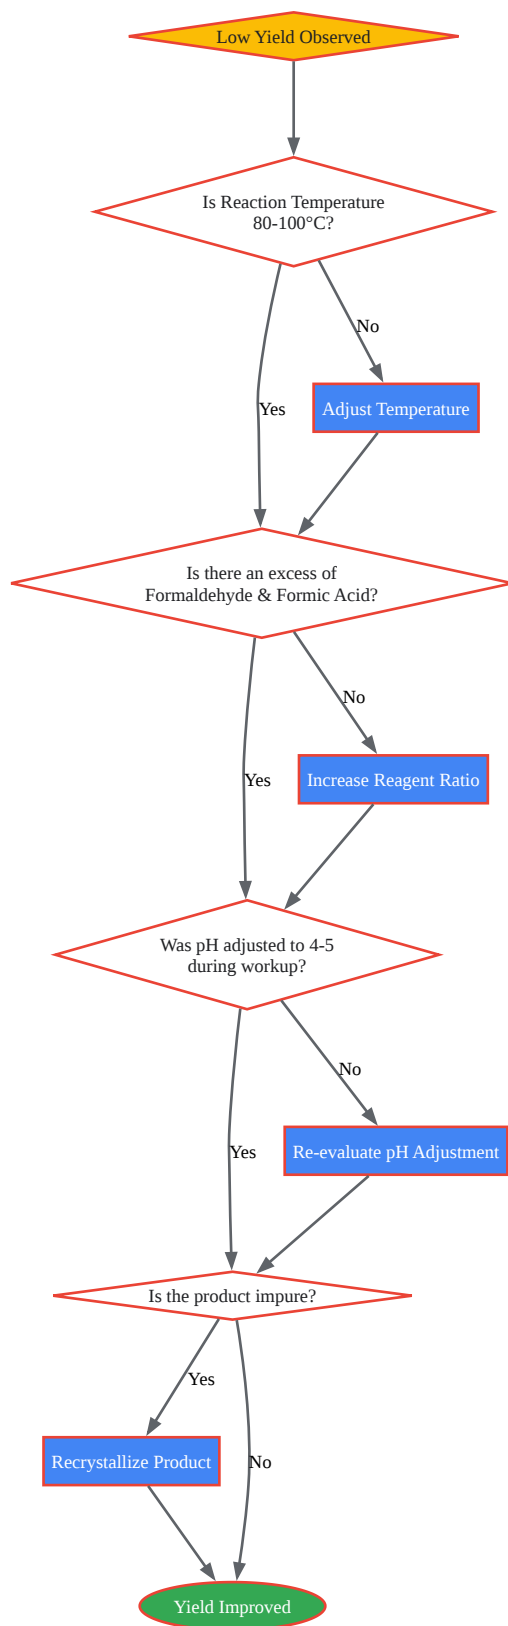 Low Yield Observed
Is Reaction Temperature
80-100°C?
No
Yes
Adjust Temperature
Is there an excess of
Formaldehyde & Formic Acid?
No
Yes
Increase Reagent Ratio
Was pH adjusted to 4-5
during workup?
No
Yes
Re-evaluate pH Adjustment
Is the product impure?
Yes
Recrystallize Product
No
Yield Improved